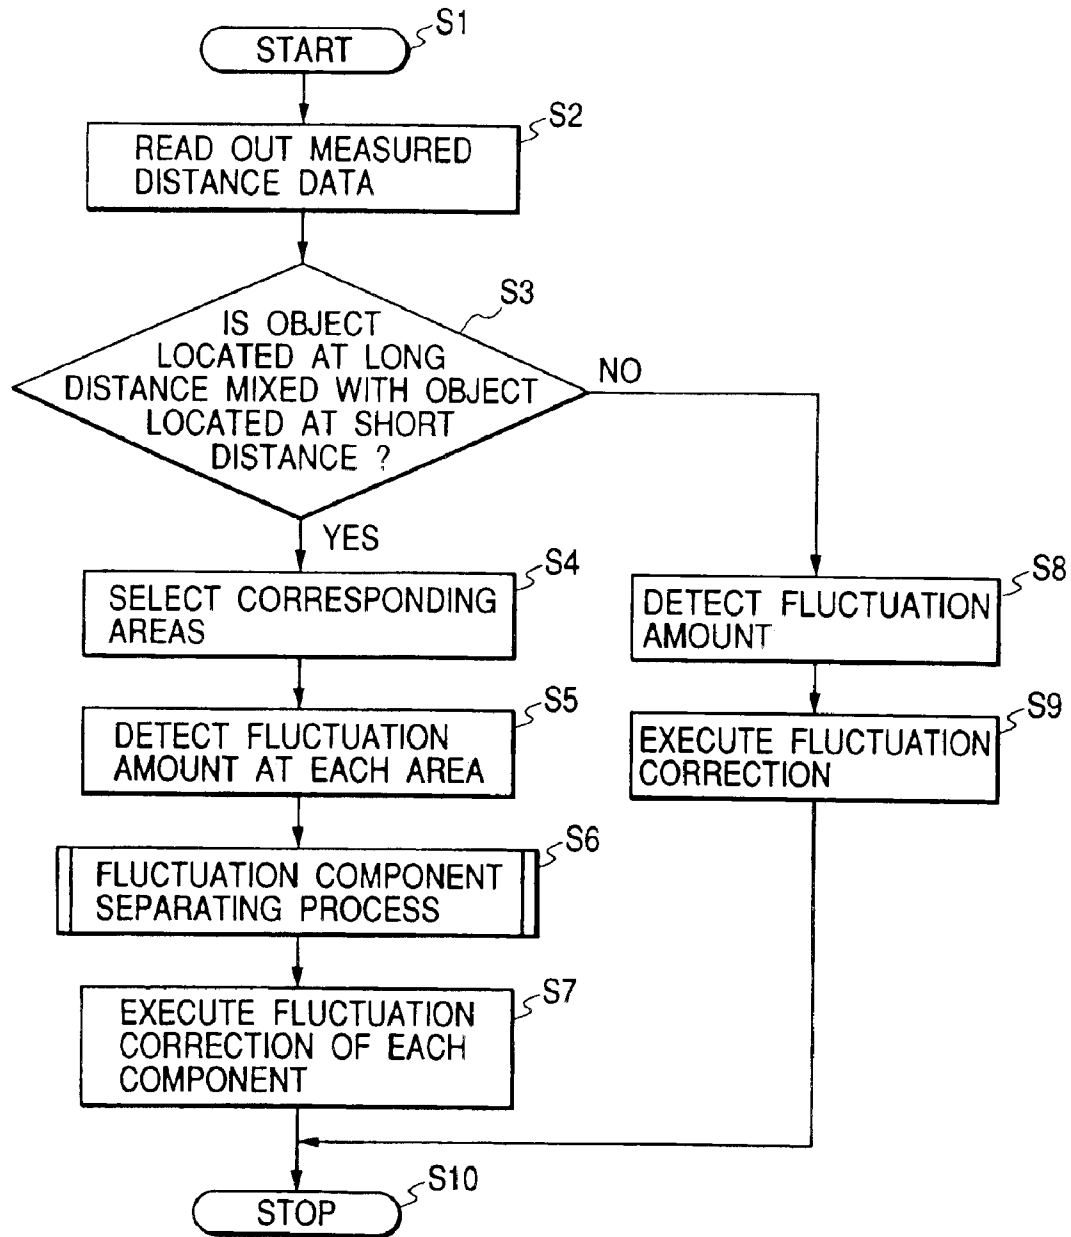 START
S1
READ OUT MEASURED
DISTANCE DATA
S2
IS OBJECT
LOCATED AT LONG
DISTANCE MIXED WITH OBJECT
LOCATED AT SHORT
DISTANCE ?
S3
NO
YES
SELECT CORRESPONDING
AREAS
S4
DETECT FLUCTUATION
AMOUNT AT EACH AREA
S5
FLUCTUATION COMPONENT
SEPARATING PROCESS
S6
EXECUTE FLUCTUATION
CORRECTION OF EACH
COMPONENT
S7
DETECT FLUCTUATION
AMOUNT
S8
EXECUTE FLUCTUATION
CORRECTION
S9
STOP
S10